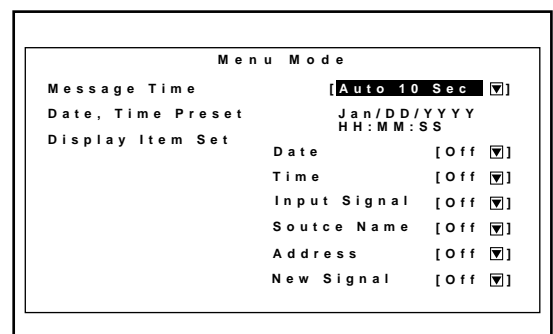 Menu Mode
Message Time [Auto 10 Sec ▼]
Date, Time Preset Jan/DD/YYYY
HH:MM:SS
Display Item Set
Date [Off ▼]
Time [Off ▼]
Input Signal [Off ▼]
Soutce Name [Off ▼]
Address [Off ▼]
New Signal [Off ▼]